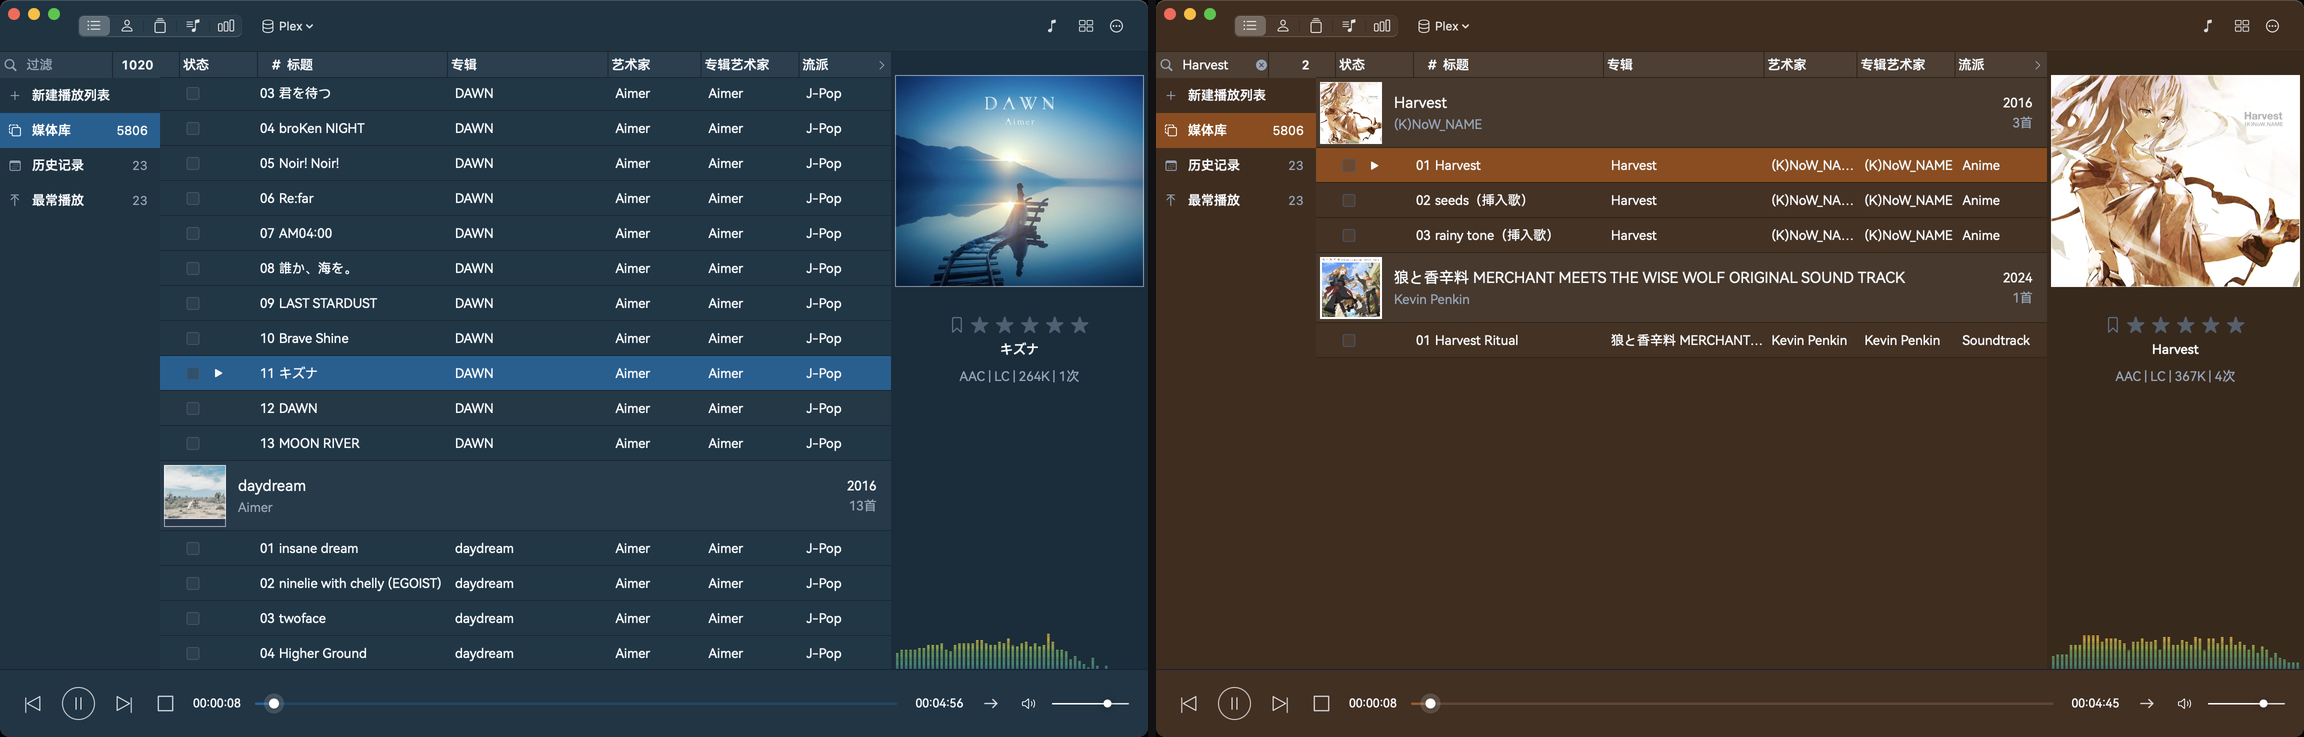 Plex
过滤 1020 状态 # 标题 专辑 艺术家 专辑艺术家 流派
新建播放列表
媒体库 5806
历史记录 23
最常播放 23
03 君を待つ DAWN Aimer Aimer J-Pop
04 broKen NIGHT DAWN Aimer Aimer J-Pop
05 Noir! Noir! DAWN Aimer Aimer J-Pop
06 Re:far DAWN Aimer Aimer J-Pop
07 AM04:00 DAWN Aimer Aimer J-Pop
08 誰か、海を。 DAWN Aimer Aimer J-Pop
09 LAST STARDUST DAWN Aimer Aimer J-Pop
10 Brave Shine DAWN Aimer Aimer J-Pop
11 キズナ DAWN Aimer Aimer J-Pop
12 DAWN DAWN Aimer Aimer J-Pop
13 MOON RIVER DAWN Aimer Aimer J-Pop
daydream 2016
Aimer 13首
01 insane dream daydream Aimer Aimer J-Pop
02 ninelie with chelly (EGOIST) daydream Aimer Aimer J-Pop
03 twoface daydream Aimer Aimer J-Pop
04 Higher Ground daydream Aimer Aimer J-Pop
DAWN
Aimer
キズナ
AAC | LC | 264K | 1次
00:00:08 00:04:56
Plex
Harvest 2 状态 # 标题 专辑 艺术家 专辑艺术家 流派
新建播放列表
媒体库 5806
历史记录 23
最常播放 23
Harvest 2016
(K)NoW_NAME 3首
01 Harvest Harvest (K)NoW_NA... (K)NoW_NAME Anime
02 seeds（挿入歌） Harvest (K)NoW_NA... (K)NoW_NAME Anime
03 rainy tone（挿入歌） Harvest (K)NoW_NA... (K)NoW_NAME Anime
狼と香辛料 MERCHANT MEETS THE WISE WOLF ORIGINAL SOUND TRACK 2024
Kevin Penkin 1首
01 Harvest Ritual 狼と香辛料 MERCHANT... Kevin Penkin Kevin Penkin Soundtrack
Harvest
(K)NoW_NAME
Harvest
AAC | LC | 367K | 4次
00:00:08 00:04:45